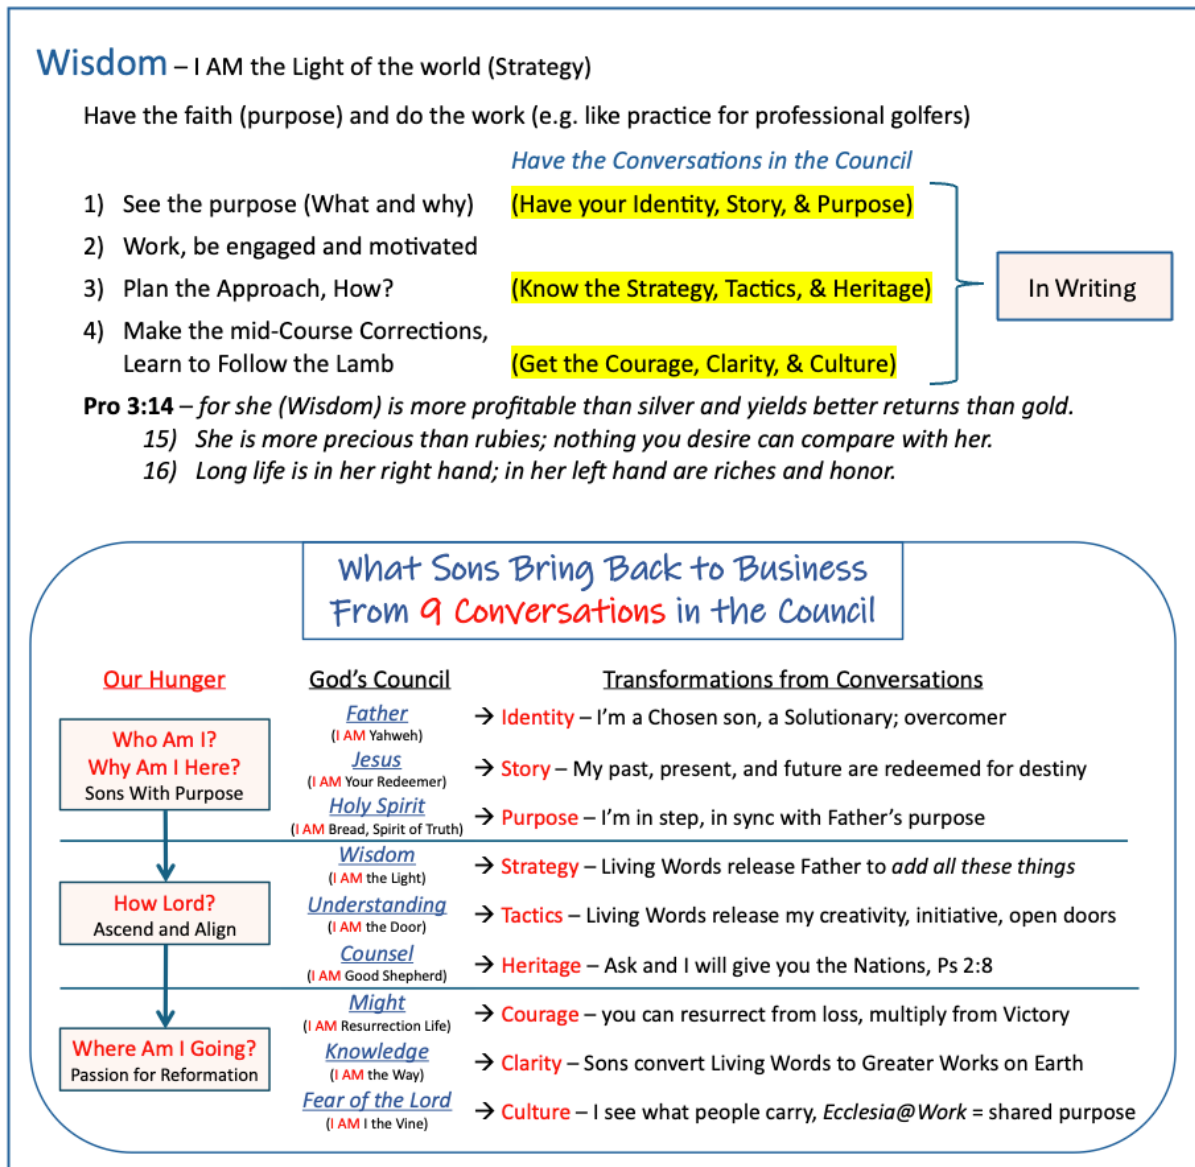 Wisdom – I AM the Light of the world (Strategy)
Have the faith (purpose) and do the work (e.g. like practice for professional golfers)
Have the Conversations in the Council
1) See the purpose (What and why) (Have your Identity, Story, & Purpose)
2) Work, be engaged and motivated
3) Plan the Approach, How? (Know the Strategy, Tactics, & Heritage)
In Writing
4) Make the mid-Course Corrections,
Learn to Follow the Lamb (Get the Courage, Clarity, & Culture)
Pro 3:14 – for she (Wisdom) is more profitable than silver and yields better returns than gold.
15) She is more precious than rubies; nothing you desire can compare with her.
16) Long life is in her right hand; in her left hand are riches and honor.
What Sons Bring Back to Business
From 9 Conversations in the Council
Our Hunger God's Council Transformations from Conversations
Who Am I?
Why Am I Here?
Sons With Purpose
Father
(I AM Yahweh)
→ Identity – I'm a Chosen son, a Solutionary; overcomer
Jesus
(I AM Your Redeemer)
→ Story – My past, present, and future are redeemed for destiny
Holy Spirit
(I AM Bread, Spirit of Truth)
→ Purpose – I'm in step, in sync with Father's purpose
How Lord?
Ascend and Align
Wisdom
(I AM the Light)
→ Strategy – Living Words release Father to add all these things
Understanding
(I AM the Door)
→ Tactics – Living Words release my creativity, initiative, open doors
Counsel
(I AM Good Shepherd)
→ Heritage – Ask and I will give you the Nations, Ps 2:8
Where Am I Going?
Passion for Reformation
Might
(I AM Resurrection Life)
→ Courage – you can resurrect from loss, multiply from Victory
Knowledge
(I AM the Way)
→ Clarity – Sons convert Living Words to Greater Works on Earth
Fear of the Lord
(I AM I the Vine)
→ Culture – I see what people carry, Ecclesia@Work = shared purpose